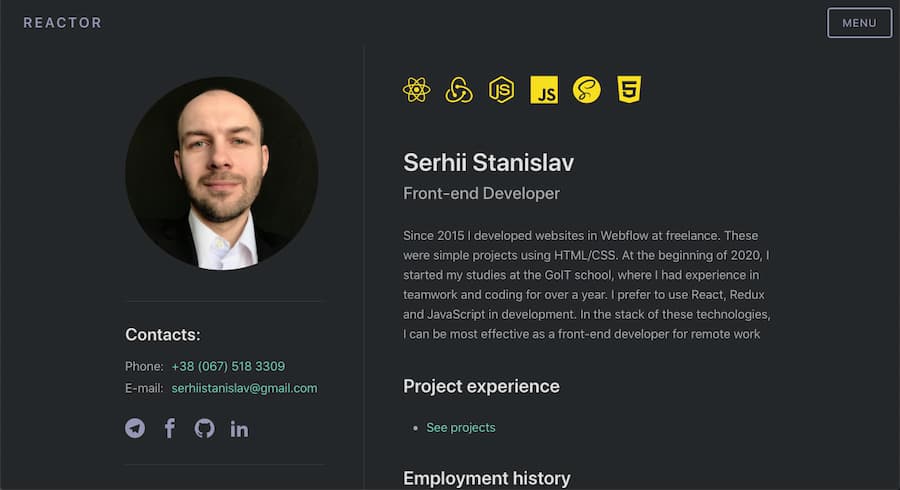 REACTOR
MENU
JS
JS
5
Serhii Stanislav
Front-end Developer
Since 2015 I developed websites in Webflow at freelance. These
were simple projects using HTML/CSS. At the beginning of 2020, I
started my studies at the GoIT school, where I had experience in
teamwork and coding for over a year. I prefer to use React, Redux
and JavaScript in development. In the stack of these technologies,
I can be most effective as a front-end developer for remote work
Contacts:
Phone: +38 (067) 518 3309
E-mail: serhiistanislav@gmail.com
in
Project experience
See projects
Employment history